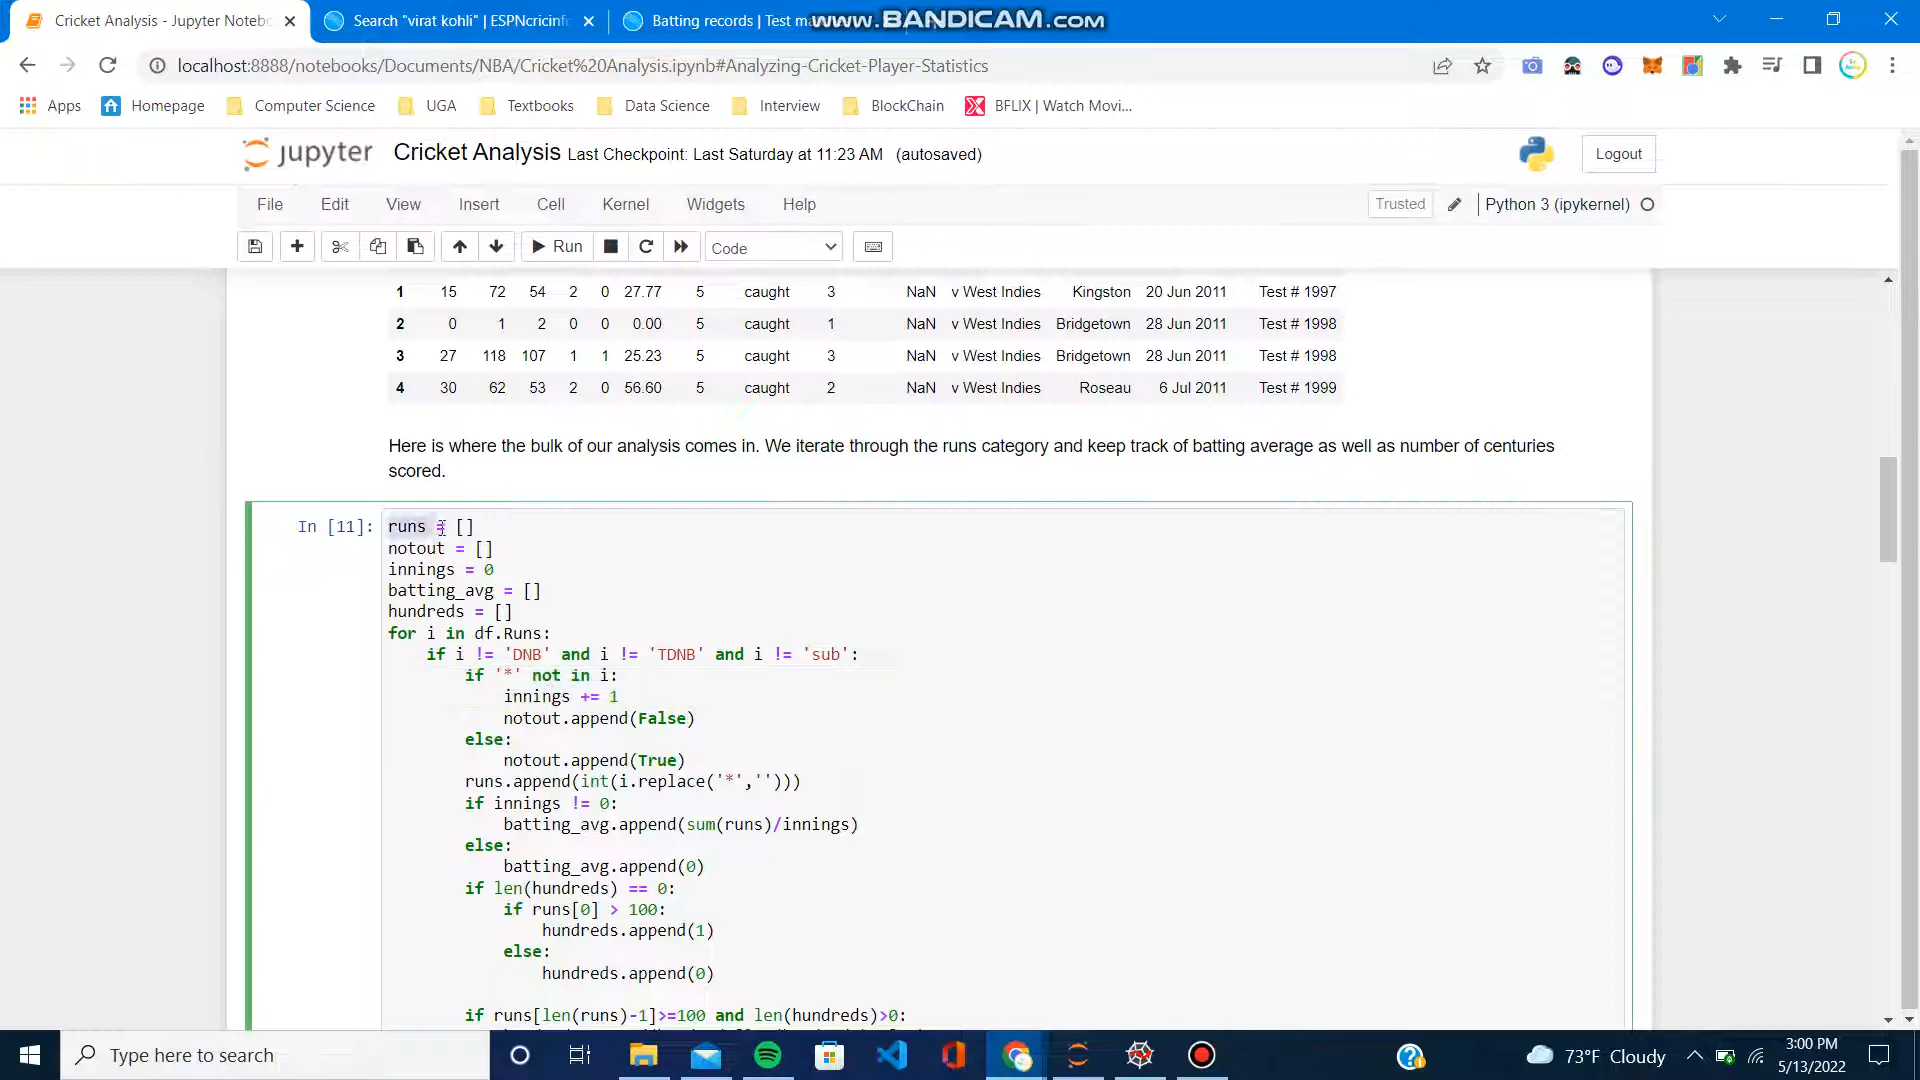 Cricket Analysis - Jupyter Notebo
Search "virat kohli" | ESPNcricinfo
Batting records | Test ma
www.BANDICAM.COM
localhost:8888/notebooks/Documents/NBA/Cricket%20Analysis.ipynb#Analyzing-Cricket-Player-Statistics
Apps Homepage Computer Science UGA Textbooks Data Science Interview BlockChain BFLIX | Watch Movi...
jupyter Cricket Analysis Last Checkpoint: Last Saturday at 11:23 AM (autosaved) Logout
File Edit View Insert Cell Kernel Widgets Help Trusted Python 3 (ipykernel)
Run Code
1 15 72 54 2 0 27.77 5 caught 3 NaN v West Indies Kingston 20 Jun 2011 Test # 1997
2 0 1 2 0 0 0.00 5 caught 1 NaN v West Indies Bridgetown 28 Jun 2011 Test # 1998
3 27 118 107 1 1 25.23 5 caught 3 NaN v West Indies Bridgetown 28 Jun 2011 Test # 1998
4 30 62 53 2 0 56.60 5 caught 2 NaN v West Indies Roseau 6 Jul 2011 Test # 1999
Here is where the bulk of our analysis comes in. We iterate through the runs category and keep track of batting average as well as number of centuries
scored.
In [11]: runs = []
notout = []
innings = 0
batting_avg = []
hundreds = []
for i in df.Runs:
if i != 'DNB' and i != 'TDNB' and i != 'sub':
if '*' not in i:
innings += 1
notout.append(False)
else:
notout.append(True)
runs.append(int(i.replace('*','')))
if innings != 0:
batting_avg.append(sum(runs)/innings)
else:
batting_avg.append(0)
if len(hundreds) == 0:
if runs[0] > 100:
hundreds.append(1)
else:
hundreds.append(0)
if runs[len(runs)-1]>=100 and len(hundreds)>0:
Type here to search
73°F Cloudy
3:00 PM
5/13/2022